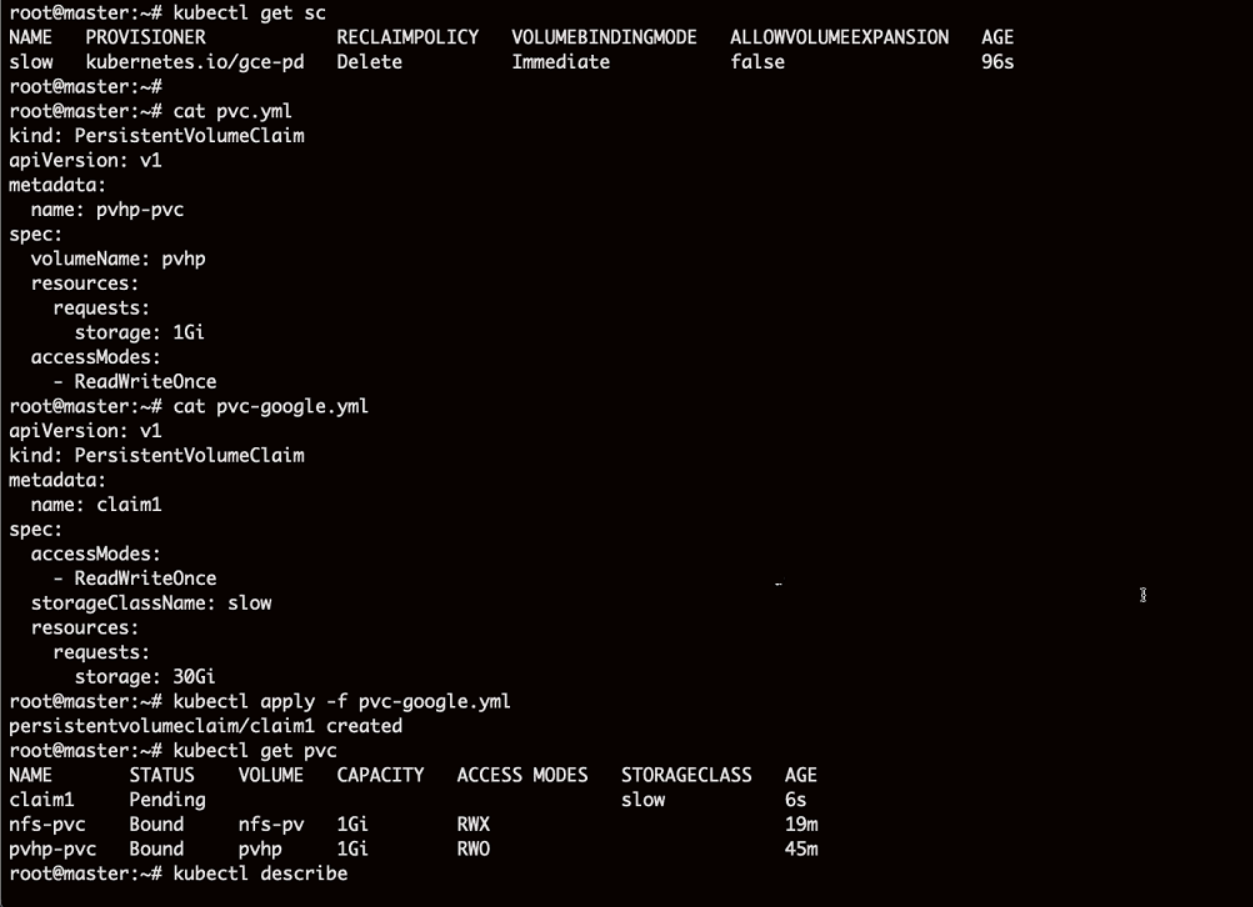 root@master:~# kubectl get sc
NAME   PROVISIONER            RECLAIMPOLICY   VOLUMEBINDINGMODE   ALLOWVOLUMEEXPANSION   AGE
slow   kubernetes.io/gce-pd   Delete          Immediate           false                  96s
root@master:~#
root@master:~# cat pvc.yml
kind: PersistentVolumeClaim
apiVersion: v1
metadata:
  name: pvhp-pvc
spec:
  volumeName: pvhp
  resources:
    requests:
      storage: 1Gi
  accessModes:
    - ReadWriteOnce
root@master:~# cat pvc-google.yml
apiVersion: v1
kind: PersistentVolumeClaim
metadata:
  name: claim1
spec:
  accessModes:
    - ReadWriteOnce
  storageClassName: slow
  resources:
    requests:
      storage: 30Gi
root@master:~# kubectl apply -f pvc-google.yml
persistentvolumeclaim/claim1 created
root@master:~# kubectl get pvc
NAME       STATUS    VOLUME   CAPACITY   ACCESS MODES   STORAGECLASS   AGE
claim1     Pending                                      slow           6s
nfs-pvc    Bound     nfs-pv   1Gi        RWX                           19m
pvhp-pvc   Bound     pvhp     1Gi        RWO                           45m
root@master:~# kubectl describe